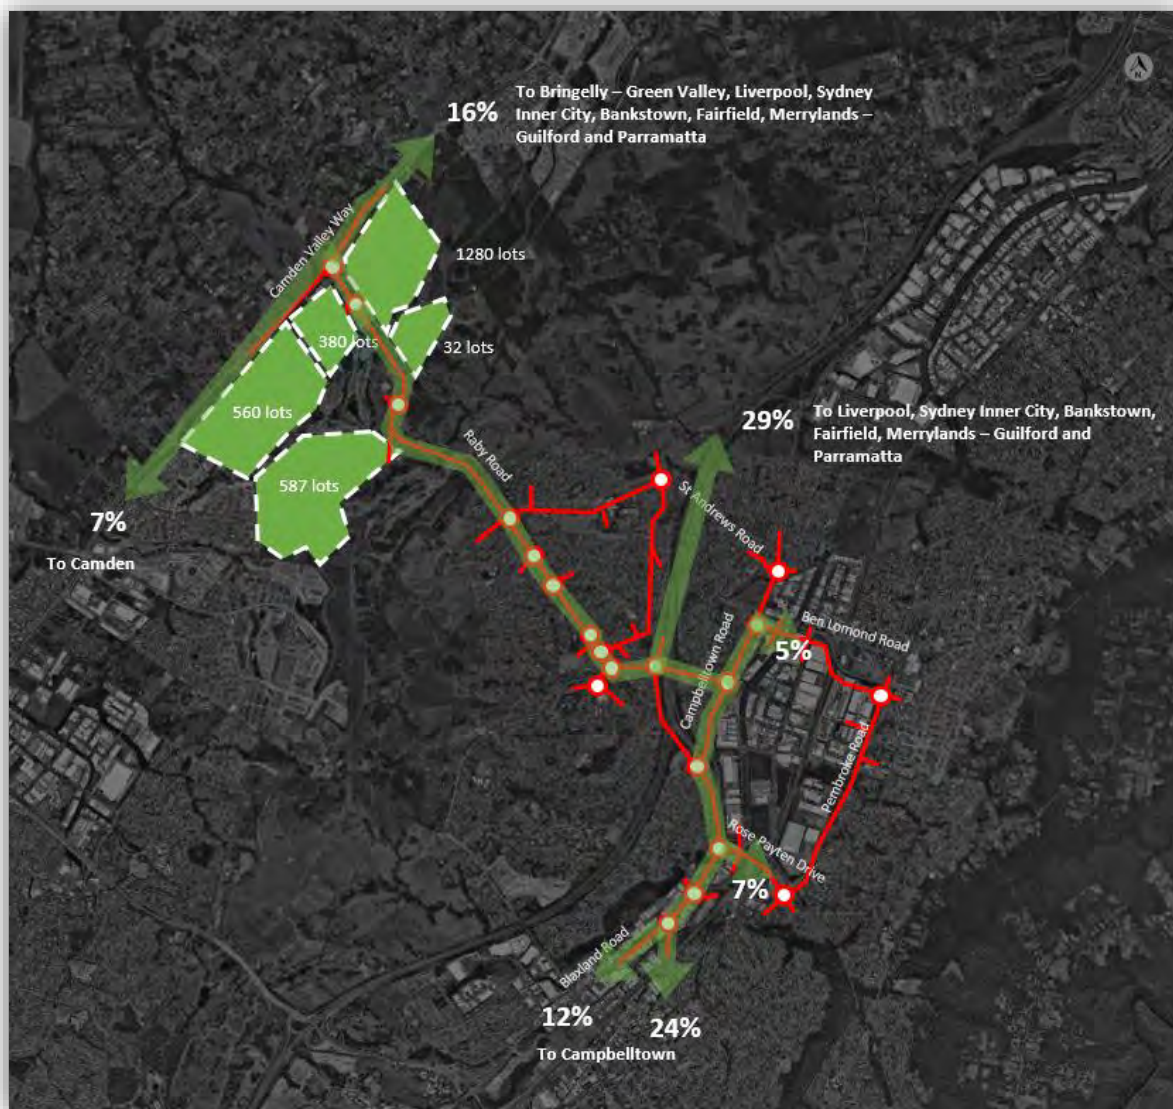 N
16%
To Bringelly – Green Valley, Liverpool, Sydney
Inner City, Bankstown, Fairfield, Merrylands –
Guilford and Parramatta
Camden Valley Way
1280 lots
380 lots
32 lots
560 lots
29%
To Liverpool, Sydney Inner City, Bankstown,
Fairfield, Merrylands – Guilford and
Parramatta
Raby Road
587 lots
St Andrews Road
7%
To Camden
Ben Lomond Road
5%
Campbelltown Road
Pembroke Road
Rose Payten Drive
7%
Blaxland Road
12%
24%
To Campbelltown